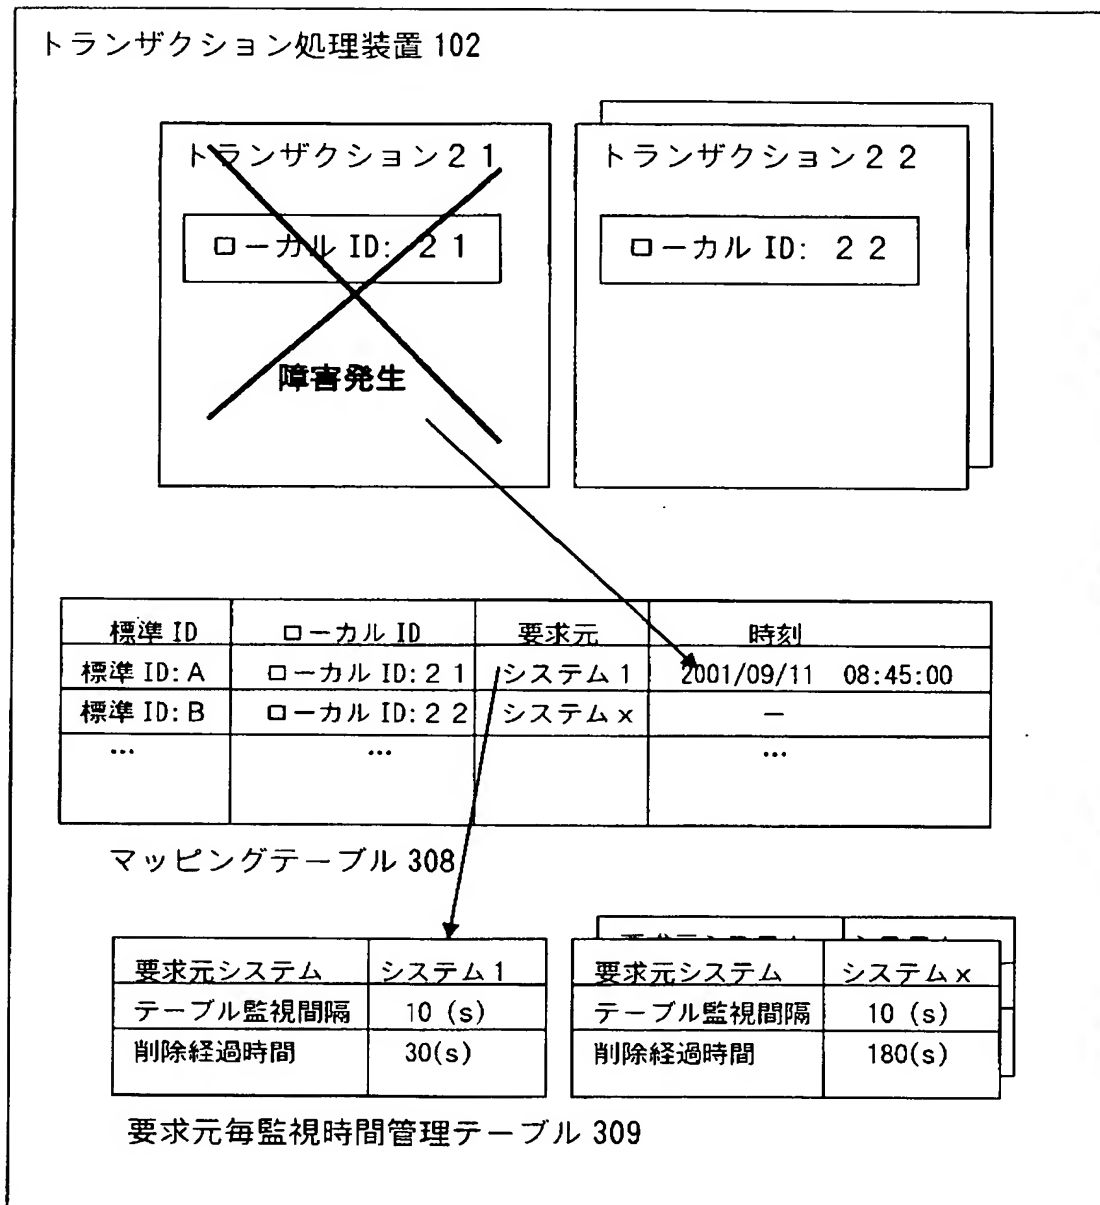 トランザクション処理装置 102
トランザクション２１
ローカル ID: ２１
障害発生
トランザクション２２
ローカル ID: ２２
標準 ID ローカル ID 要求元 時刻
標準 ID: A ローカル ID:２１ システム 1 2001/09/11 08:45:00
標準 ID: B ローカル ID:２２ システム x －
… … …
マッピングテーブル 308
要求元システム システム 1
テーブル監視間隔 10 (s)
削除経過時間 30(s)
要求元システム システム x
テーブル監視間隔 10 (s)
削除経過時間 180(s)
要求元毎監視時間管理テーブル 309